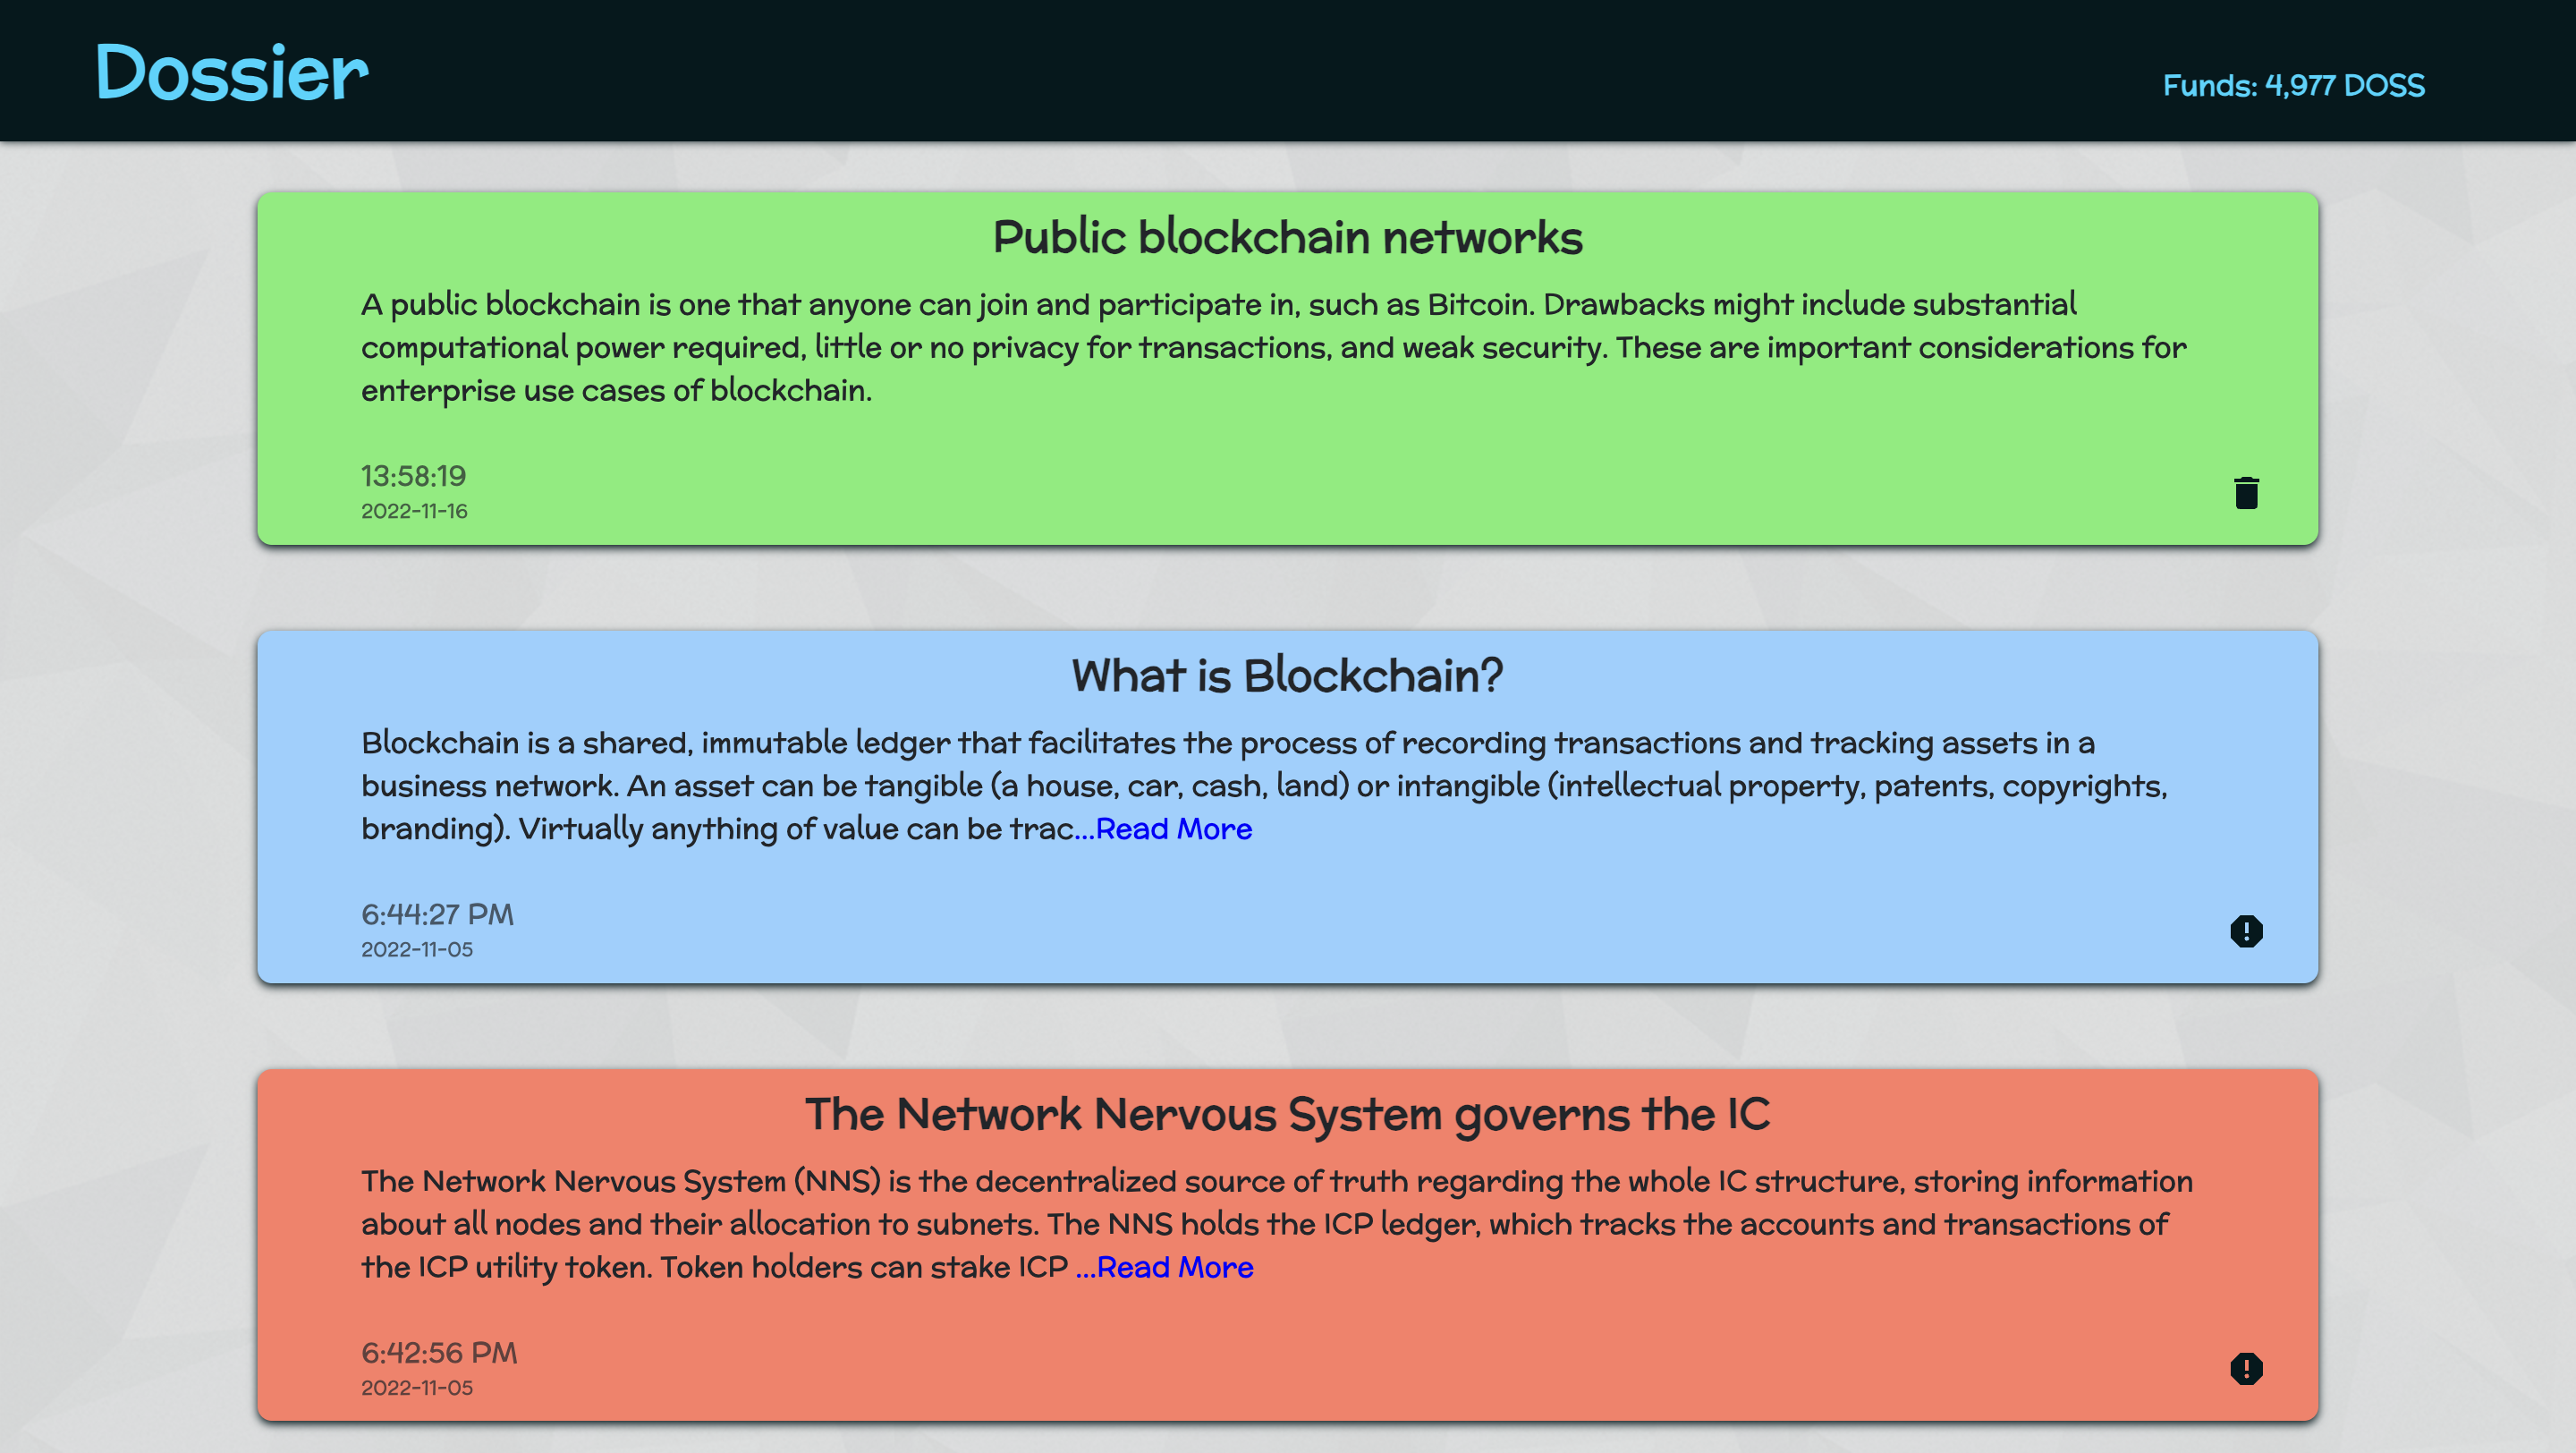 Dossier
Funds: 4,977 DOSS
Public blockchain networks
A public blockchain is one that anyone can join and participate in, such as Bitcoin. Drawbacks might include substantial
computational power required, little or no privacy for transactions, and weak security. These are important considerations for
enterprise use cases of blockchain.
13:58:19
2022-11-16
What is Blockchain?
Blockchain is a shared, immutable ledger that facilitates the process of recording transactions and tracking assets in a
business network. An asset can be tangible (a house, car, cash, land) or intangible (intellectual property, patents, copyrights,
branding). Virtually anything of value can be trac...Read More
6:44:27 PM
2022-11-05
The Network Nervous System governs the IC
The Network Nervous System (NNS) is the decentralized source of truth regarding the whole IC structure, storing information
about all nodes and their allocation to subnets. The NNS holds the ICP ledger, which tracks the accounts and transactions of
the ICP utility token. Token holders can stake ICP ...Read More
6:42:56 PM
2022-11-05